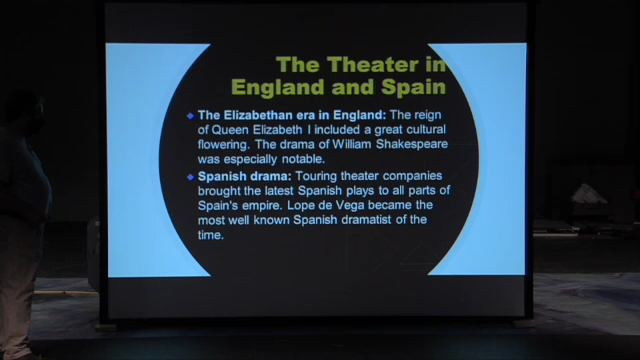 The Theater in
England and Spain
The Elizabethan era in England: The reign
of Queen Elizabeth I included a great cultural
flowering. The drama of William Shakespeare
was especially notable.
Spanish drama: Touring theater companies
brought the latest Spanish plays to all parts of
Spain's empire. Lope de Vega became the
most well known Spanish dramatist of the
time.